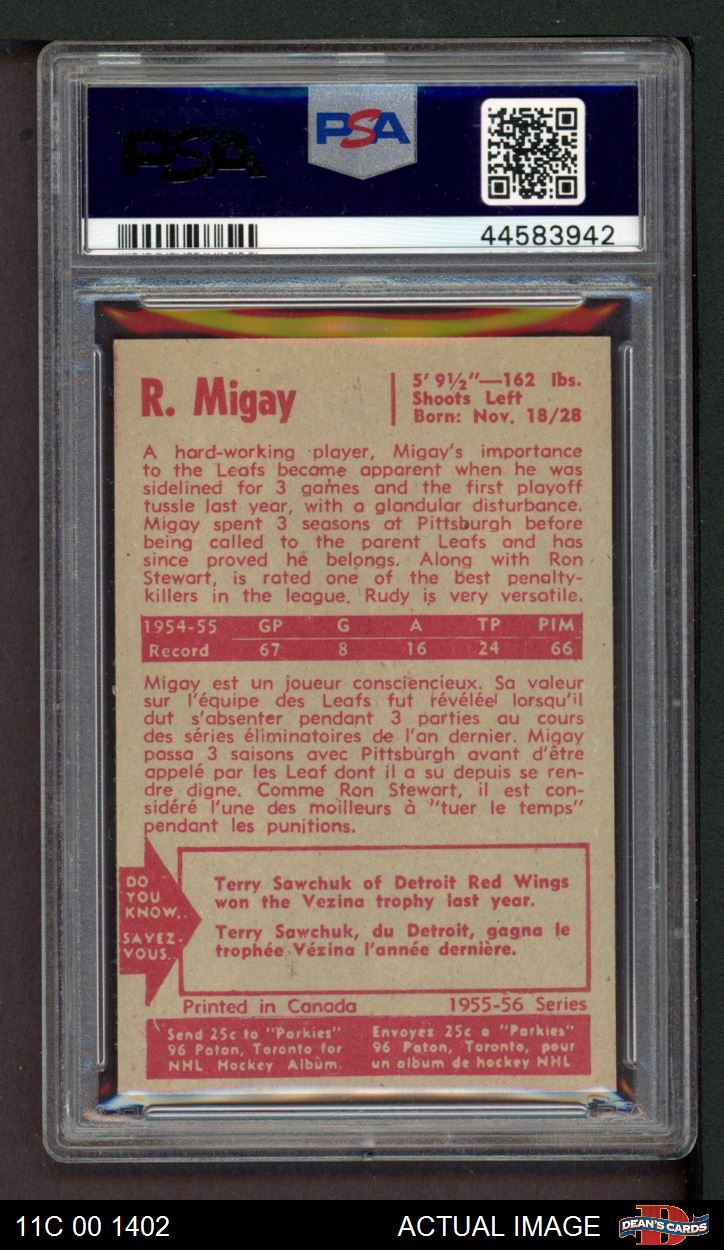 PSA
PSA
44583942
R. Migay
5' 9½"—162 lbs.
Shoots Left
Born: Nov. 18/28
A hard-working player, Migay's importance
to the Leafs became apparent when he was
sidelined for 3 games and the first playoff
tussle last year, with a glandular disturbance.
Migay spent 3 seasons at Pittsburgh before
being called to the parent Leafs and has
since proved he belongs. Along with Ron
Stewart, is rated one of the best penalty-
killers in the league. Rudy is very versatile.
1954-55 GP G A TP PIM
Record 67 8 16 24 66
Migay est un joueur consciencieux. Sa valeur
sur l'équipe des Leafs fut révéléel lorsqu'il
dut s'absenter pendant 3 parties au cours
des séries éliminatoires de l'an dernier. Migay
passa 3 saisons avec Pittsburgh avant d'être
appelé par les Leaf dont il a su depuis se ren-
dre digne. Comme Ron Stewart, il est con-
sidéré l'une des moilleurs à "tuer le temps"
pendant les punitions.
DO
YOU
KNOW..
SAVEZ-
VOUS..
Terry Sawchuk of Detroit Red Wings
won the Vezina trophy last year.
Terry Sawchuk, du Detroit, gagna le
trophée Vézina l'année dernière.
Printed in Canada 1955-56 Series
Send 25c to "Parkies"
96 Paton, Toronto for
NHL Hockey Album.
Envoyez 25c a "Parkies"
96 Paton, Toronto, pour
un album de hockey NHL
11C 00 1402
ACTUAL IMAGE
DEAN'S CARDS